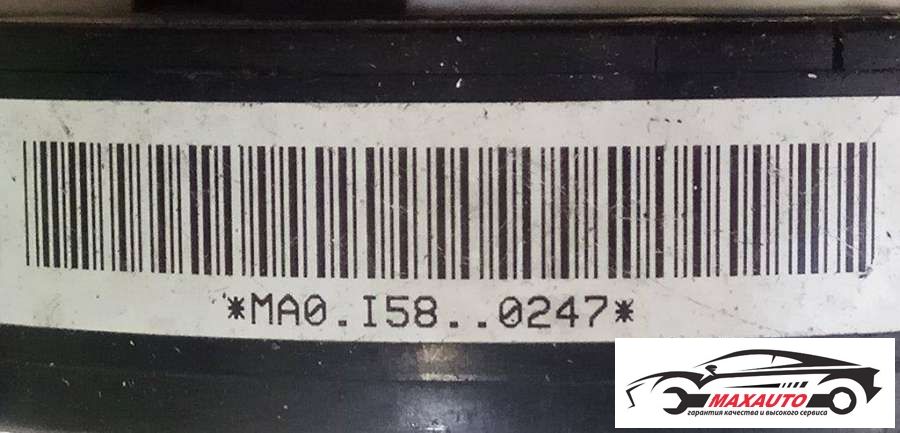 *MA0.I58..0247*
MAXAUTO
гарантия качества и высокого сервиса